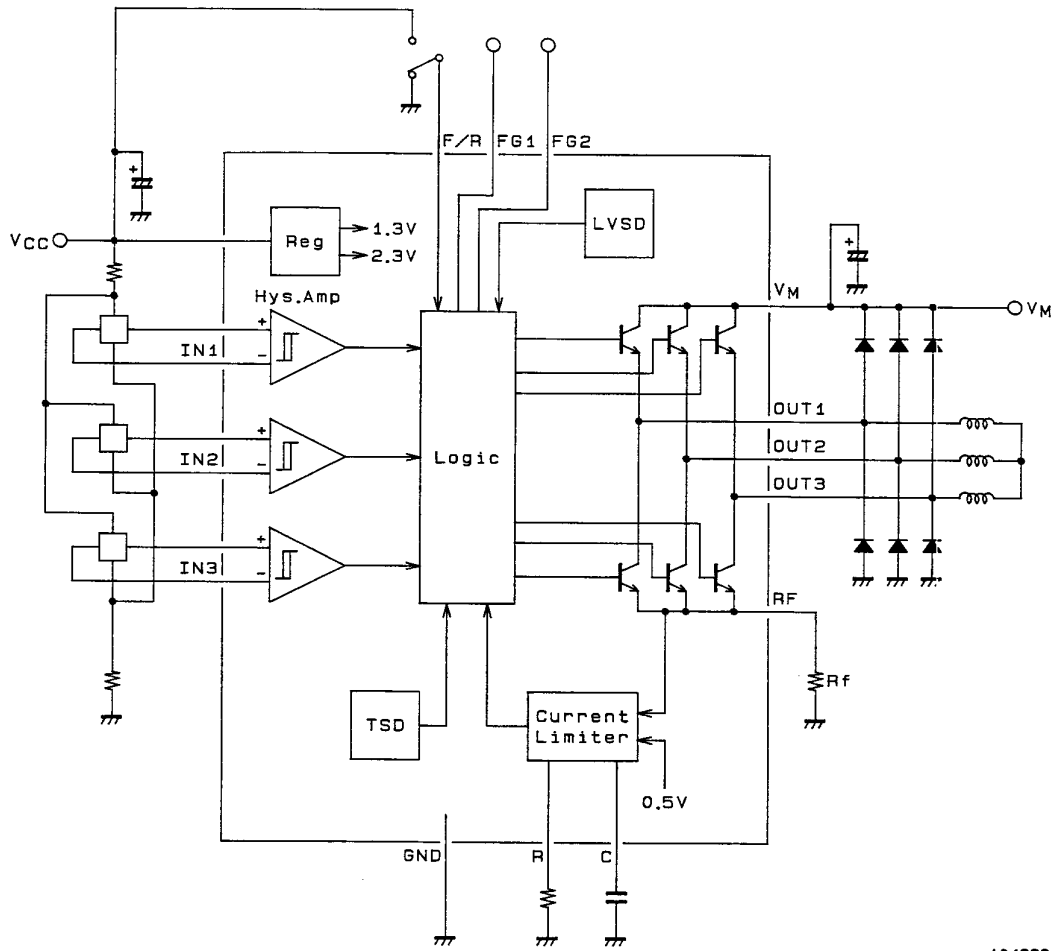 F/R FG1 FG2
VCC
Reg
1.3V
2.3V
LVSD
Hys.Amp
VM
VM
+
IN1
-
OUT1
+
IN2
-
Logic
OUT2
OUT3
+
IN3
-
RF
Rf
TSD
Current
Limiter
0.5V
GND
R
C